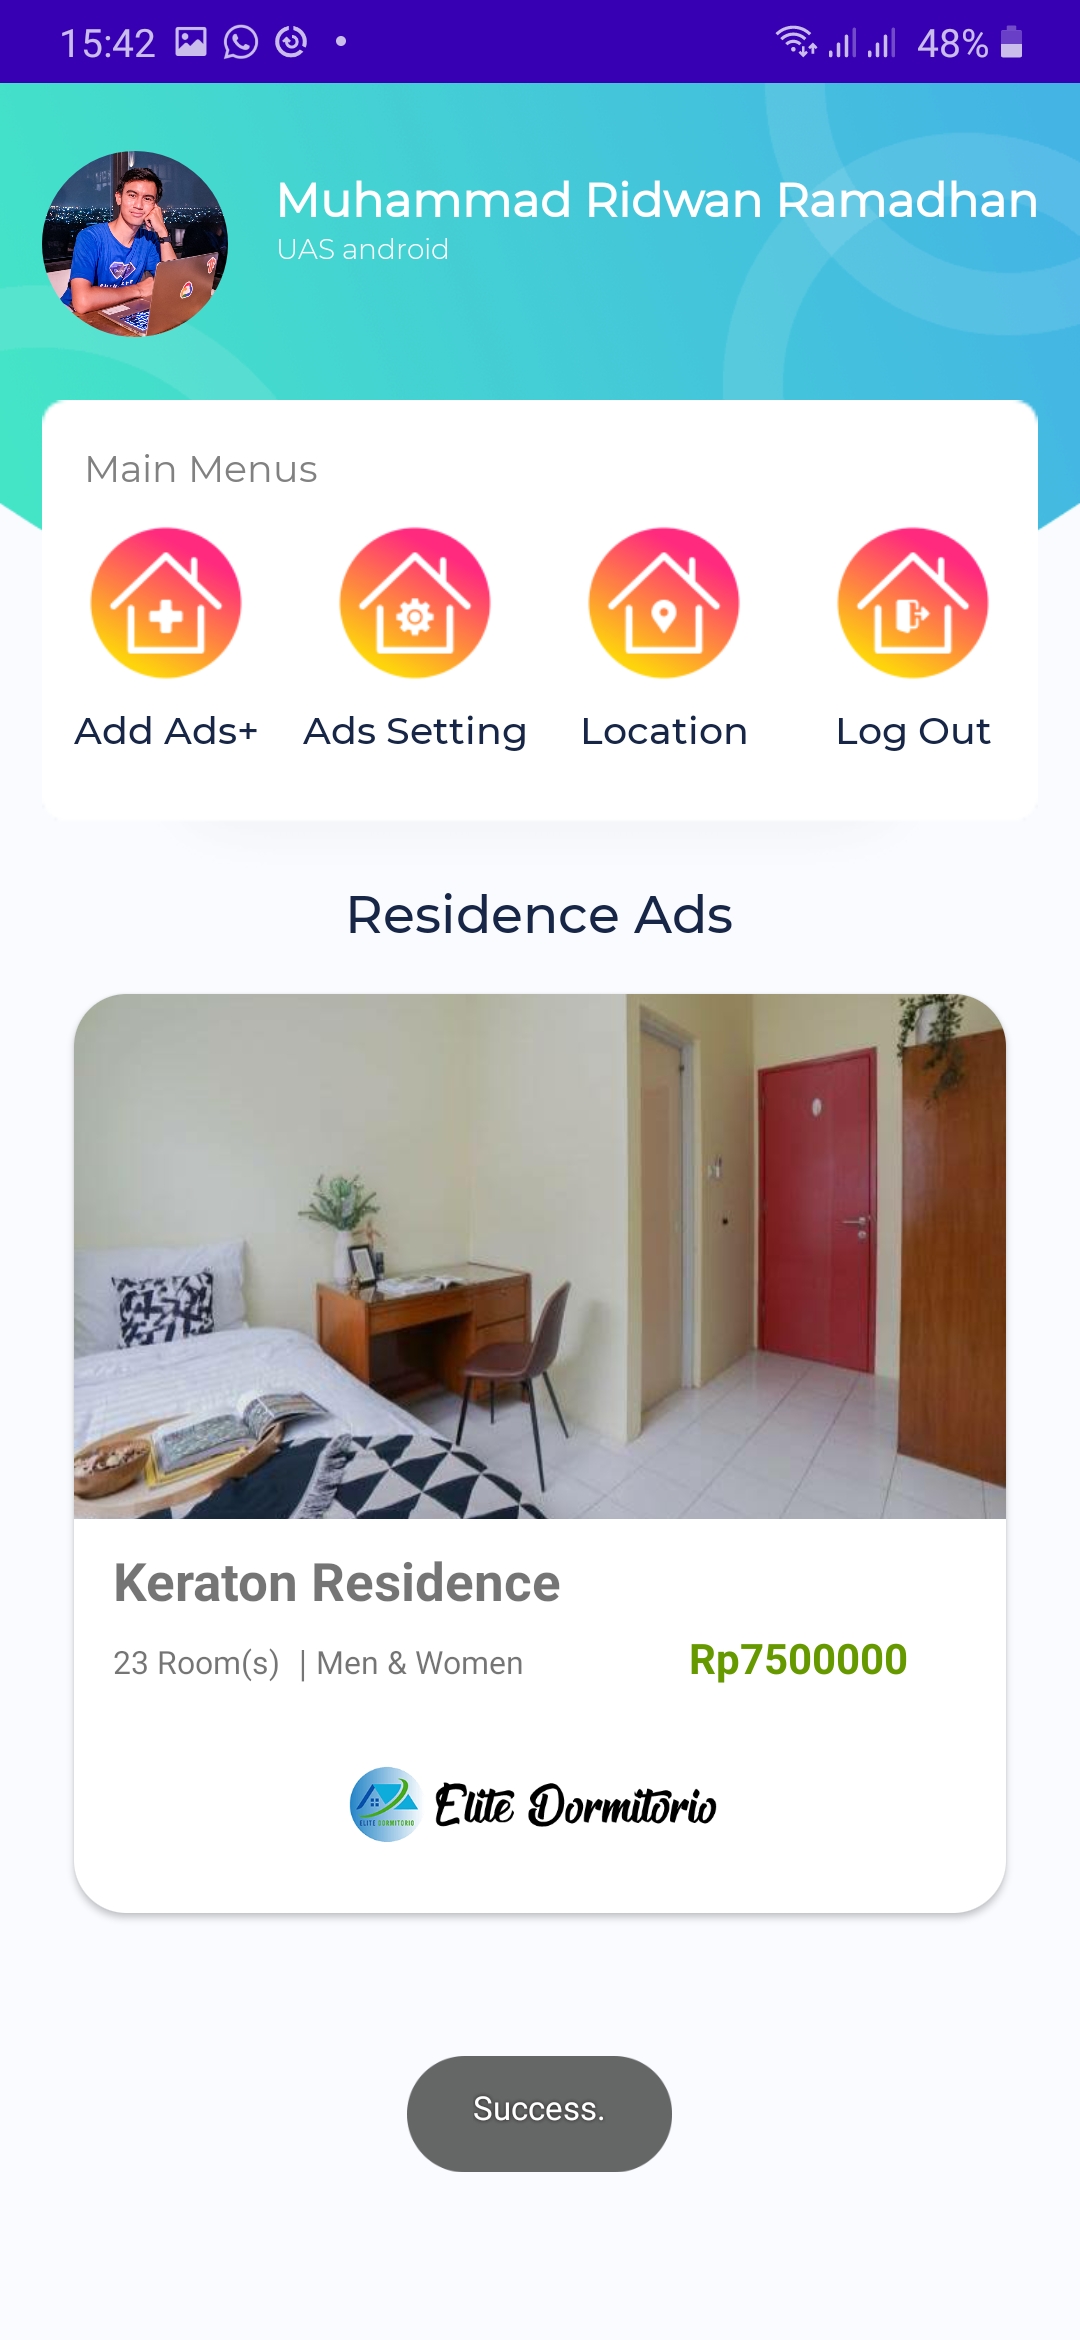 15:42 48%
Muhammad Ridwan Ramadhan
UAS android
Main Menus
Add Ads+ Ads Setting Location Log Out
Residence Ads
Keraton Residence
23 Room(s) | Men & Women Rp7500000
Elite Dormitorio
ELITE DORMITORIO
Success.